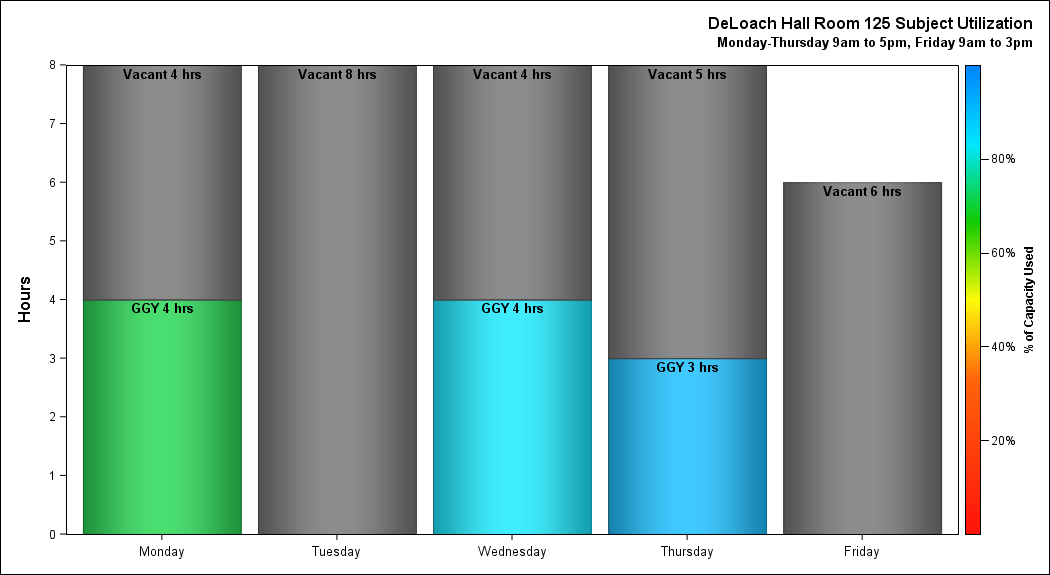 DeLoach Hall Room 125 Subject Utilization
Monday-Thursday 9am to 5pm, Friday 9am to 3pm
Hours
8
7
6
5
4
3
2
1
0
Vacant 4 hrs
Vacant 8 hrs
Vacant 4 hrs
Vacant 5 hrs
Vacant 6 hrs
GGY 4 hrs
GGY 4 hrs
GGY 3 hrs
Monday
Tuesday
Wednesday
Thursday
Friday
80%
60%
40%
20%
% of Capacity Used